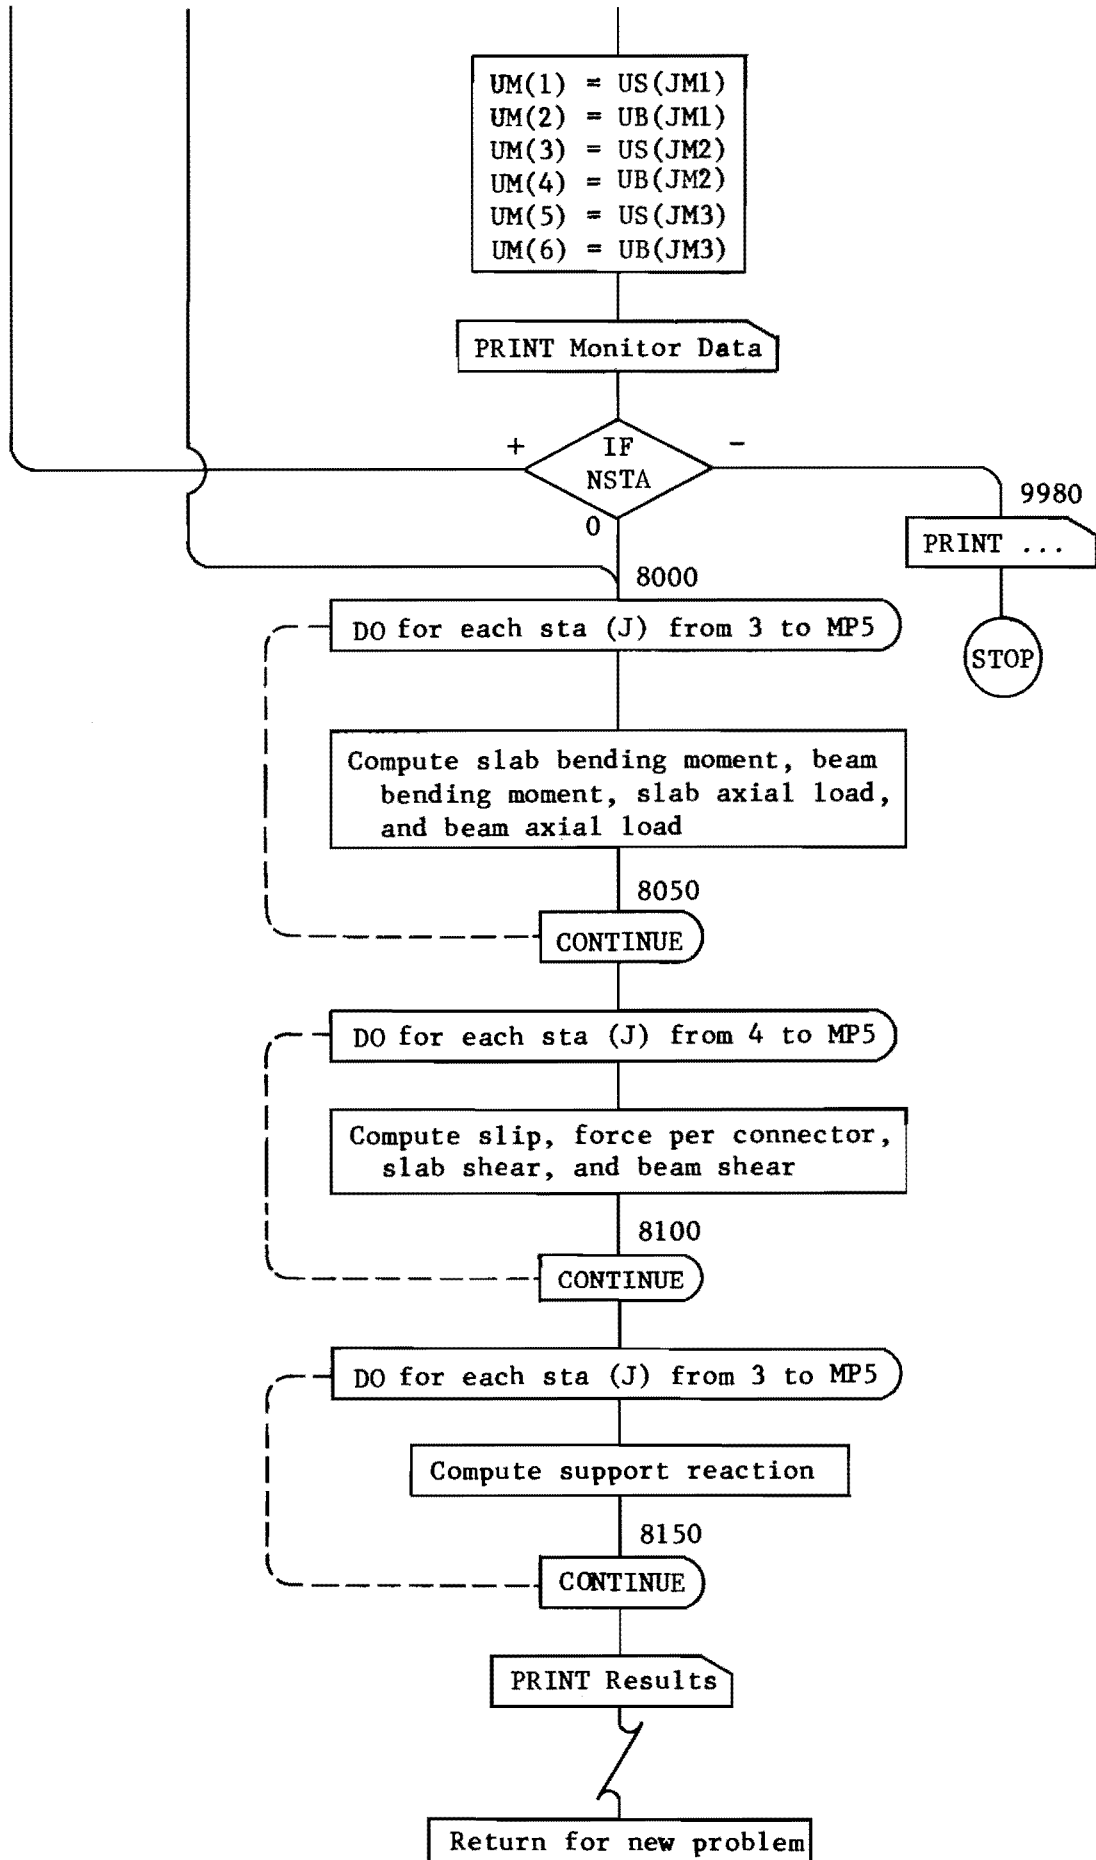 UM(1) = US(JM1)
UM(2) = UB(JM1)
UM(3) = US(JM2)
UM(4) = UB(JM2)
UM(5) = US(JM3)
UM(6) = UB(JM3)
PRINT Monitor Data
+
IF
NSTA
-
0
9980
PRINT ...
STOP
8000
DO for each sta (J) from 3 to MP5
Compute slab bending moment, beam
bending moment, slab axial load,
and beam axial load
8050
CONTINUE
DO for each sta (J) from 4 to MP5
Compute slip, force per connector,
slab shear, and beam shear
8100
CONTINUE
DO for each sta (J) from 3 to MP5
Compute support reaction
8150
CONTINUE
PRINT Results
Return for new problem